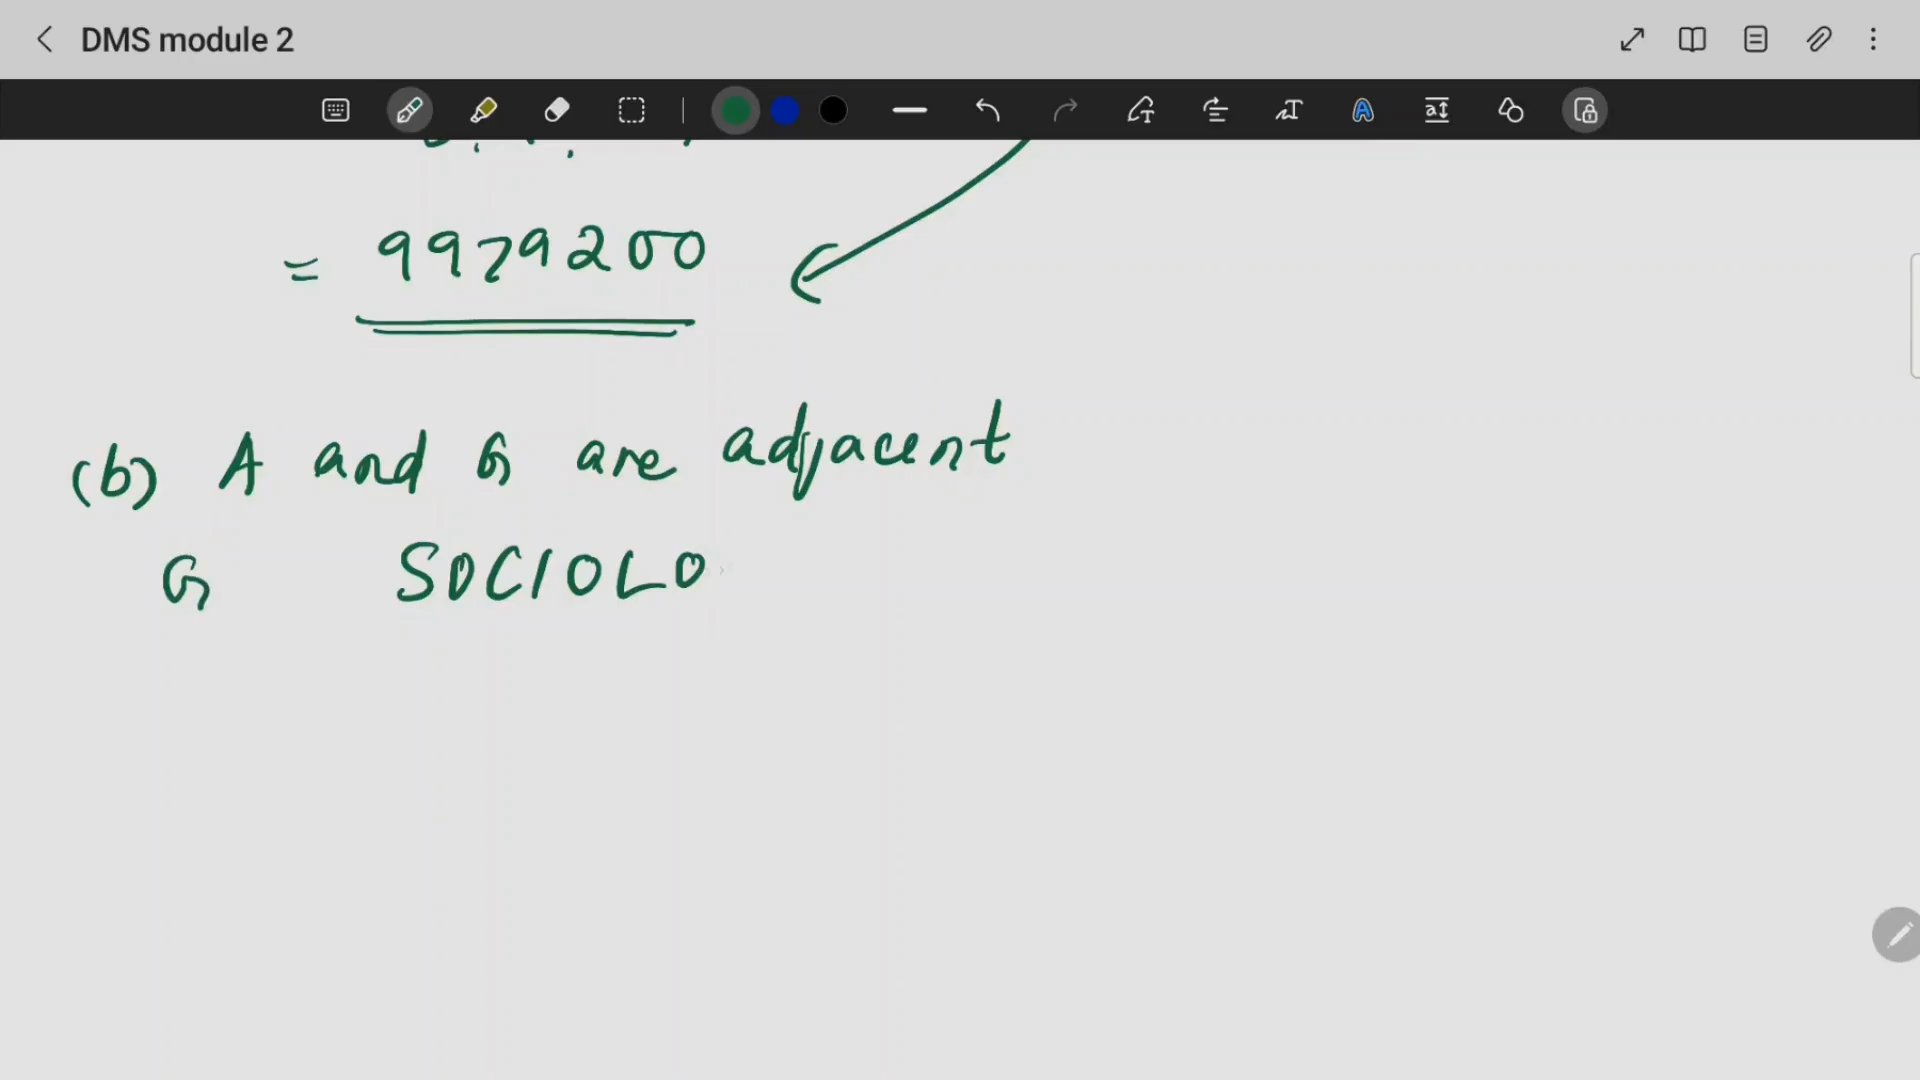 DMS module 2
= 9979200
(b) A and G are adjacent
G SOCIOLO